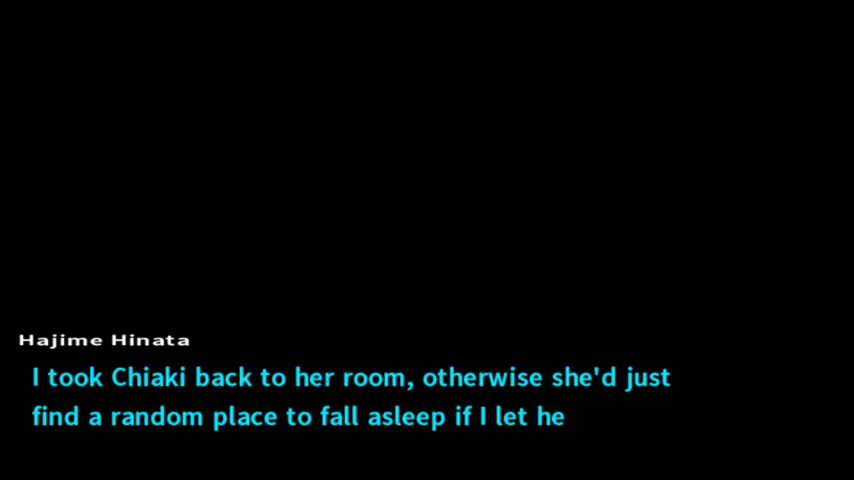 Hajime Hinata
I took Chiaki back to her room, otherwise she'd just
find a random place to fall asleep if I let he